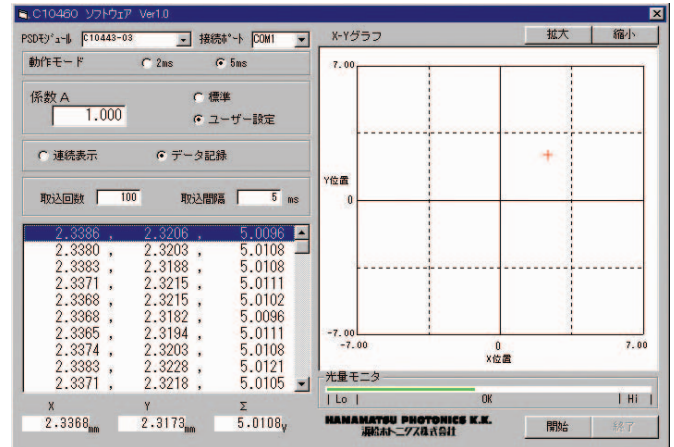 C10460 ソフトウェア Ver1.0
PSDモジュール C10443-03 接続ポート COM1
動作モード 2ms 5ms
係数 A 標準
1.000 ユーザー設定
連続表示 データ記録
取込回数 100 取込間隔 5 ms
2.3386 , 2.3206 , 5.0096
2.3380 , 2.3203 , 5.0108
2.3383 , 2.3188 , 5.0108
2.3371 , 2.3215 , 5.0111
2.3368 , 2.3215 , 5.0102
2.3368 , 2.3182 , 5.0096
2.3365 , 2.3194 , 5.0111
2.3374 , 2.3203 , 5.0108
2.3383 , 2.3228 , 5.0121
2.3371 , 2.3218 , 5.0105
X Y Σ
2.3368mm 2.3173mm 5.0108V
X-Yグラフ 拡大 縮小
7.00
Y位置
0
-7.00
-7.00 0 7.00
X位置
光量モニタ
| Lo | OK | Hi |
HAMAMATSU PHOTONICS K.K.
浜松ホトニクス株式会社
開始 終了